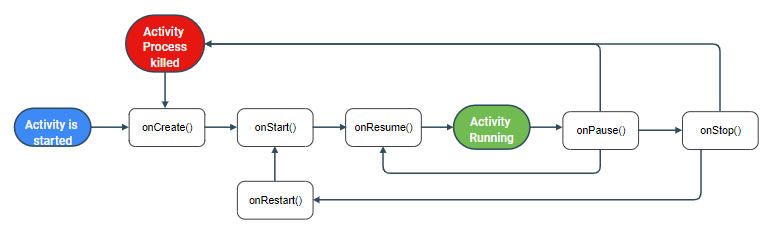 Activity
Process
killed
Activity is
started
onCreate()
onStart()
onResume()
Activity
Running
onPause()
onStop()
onRestart()